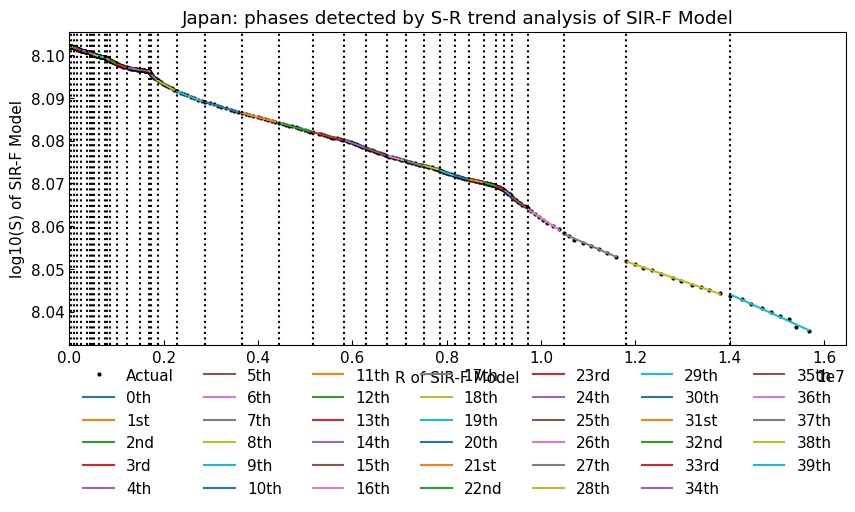 Japan: phases detected by S-R trend analysis of SIR-F Model
log10(S) of SIR-F Model
8.10
8.09
8.08
8.07
8.06
8.05
8.04
0.0 0.2 0.4 0.6 0.8 1.0 1.2 1.4 1.6
R of SIR-F Model
1e7
Actual 5th 11th 17th 23rd 29th 35th
0th 6th 12th 18th 24th 30th 36th
1st 7th 13th 19th 25th 31st 37th
2nd 8th 14th 20th 26th 32nd 38th
3rd 9th 15th 21st 27th 33rd 39th
4th 10th 16th 22nd 28th 34th